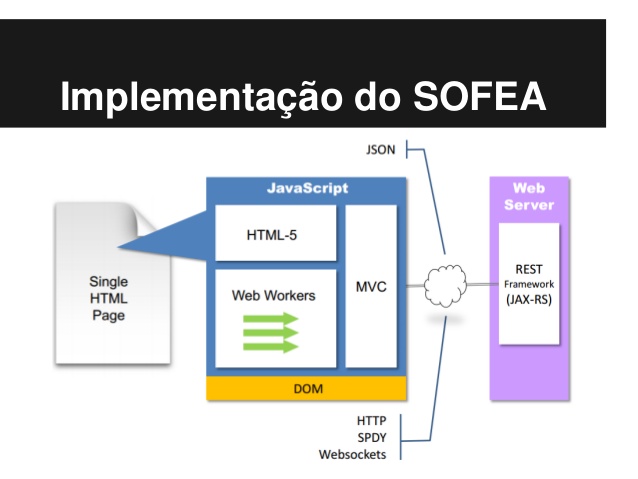 Implementação do SOFEA
JSON
JavaScript
Web
Server
HTML-5
Single
HTML
Page
Web Workers
MVC
REST
Framework
(JAX-RS)
DOM
HTTP
SPDY
Websockets